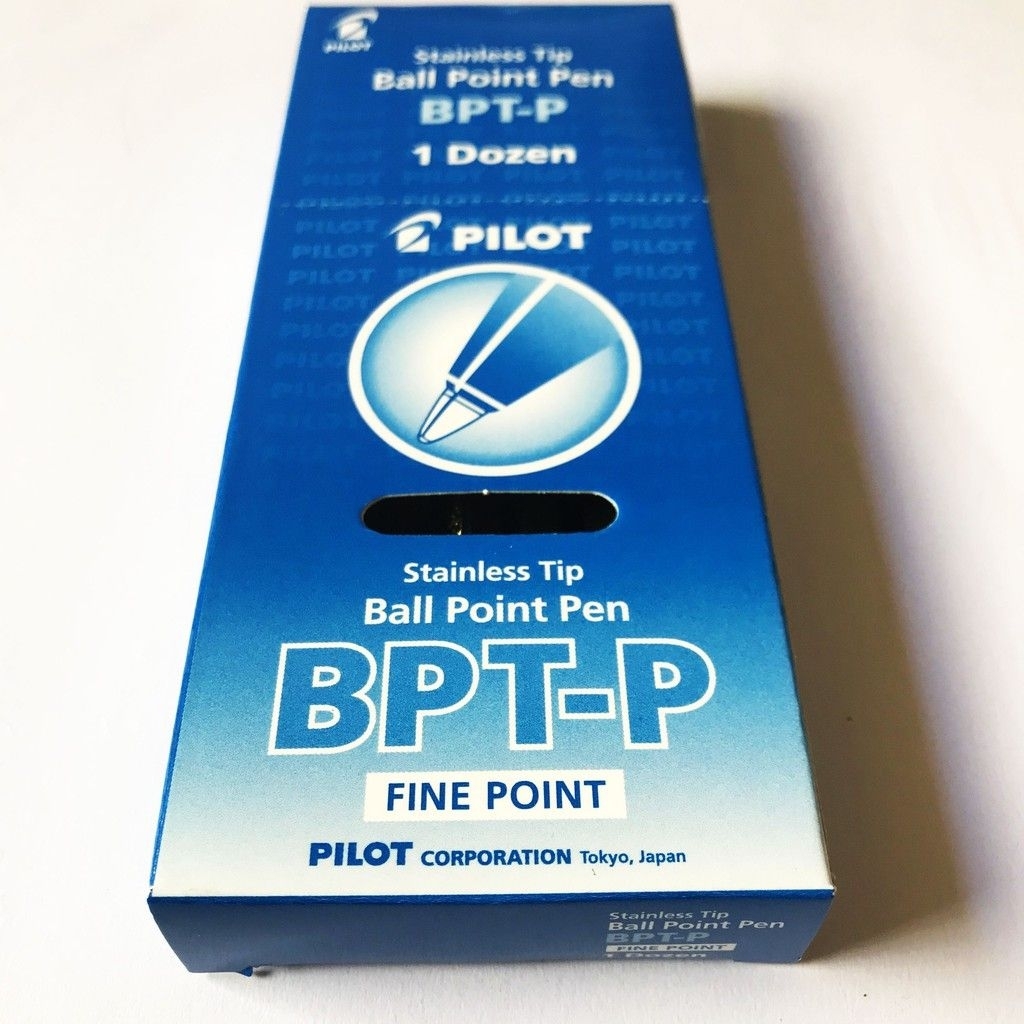 PILOT
Stainless Tip
Ball Point Pen
BPT-P
1 Dozen
PILOT
Stainless Tip
Ball Point Pen
BPT-P
FINE POINT
PILOT CORPORATION Tokyo, Japan
Stainless Tip
Ball Point Pen
BPT-P
FINE POINT
1 Dozen